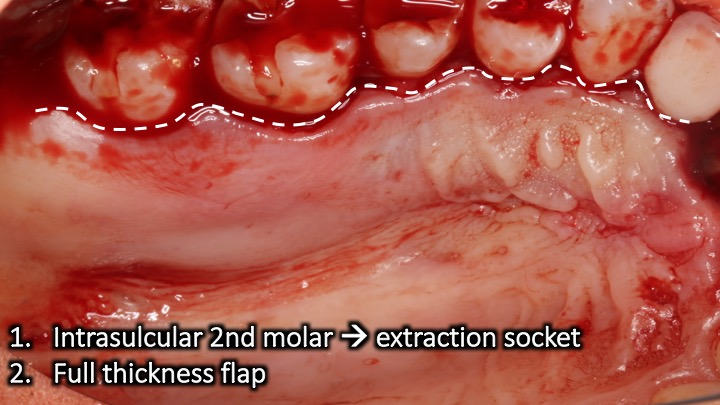 1. Intrasulcular 2nd molar → extraction socket
2. Full thickness flap